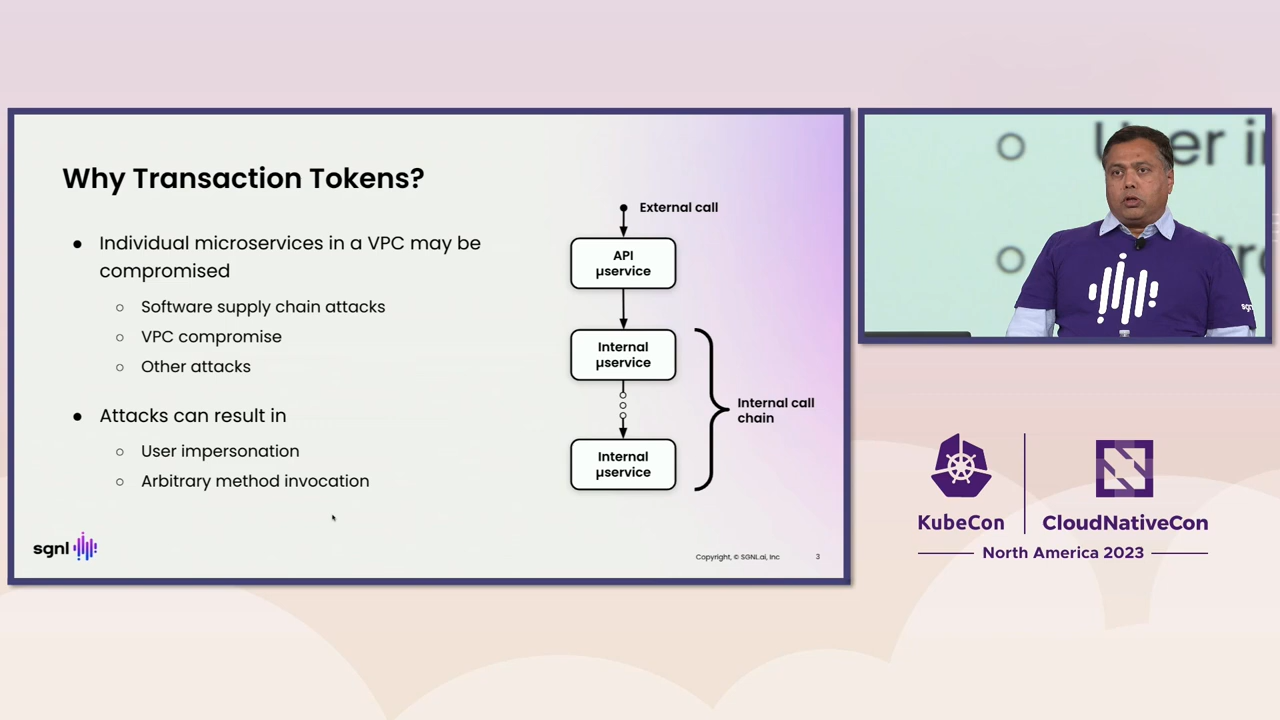 Why Transaction Tokens?
● Individual microservices in a VPC may be
compromised
○ Software supply chain attacks
○ VPC compromise
○ Other attacks
● Attacks can result in
○ User impersonation
○ Arbitrary method invocation
External call
API
µservice
Internal
µservice
Internal
µservice
Internal call
chain
sgnl
Copyright, © SGNL.ai, Inc
3
User i
sgn
KubeCon
CloudNativeCon
North America 2023